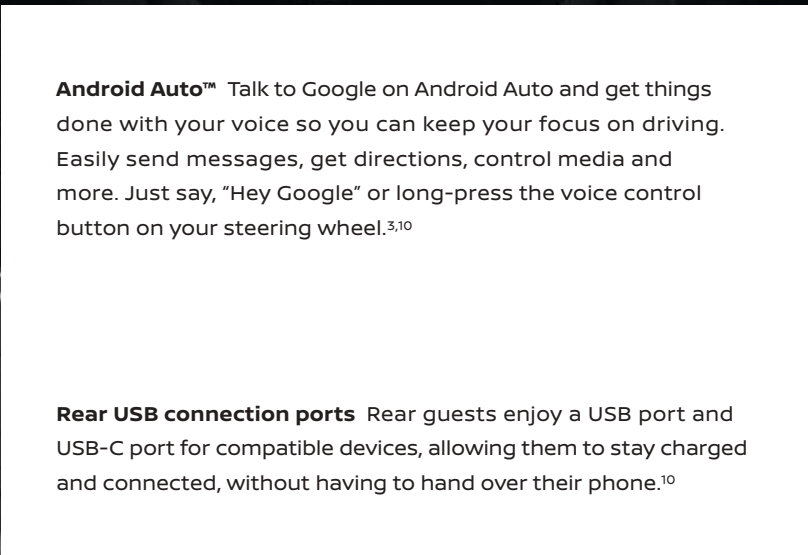 Android Auto™ Talk to Google on Android Auto and get things
done with your voice so you can keep your focus on driving.
Easily send messages, get directions, control media and
more. Just say, “Hey Google” or long-press the voice control
button on your steering wheel.3,10
Rear USB connection ports Rear guests enjoy a USB port and
USB-C port for compatible devices, allowing them to stay charged
and connected, without having to hand over their phone.10